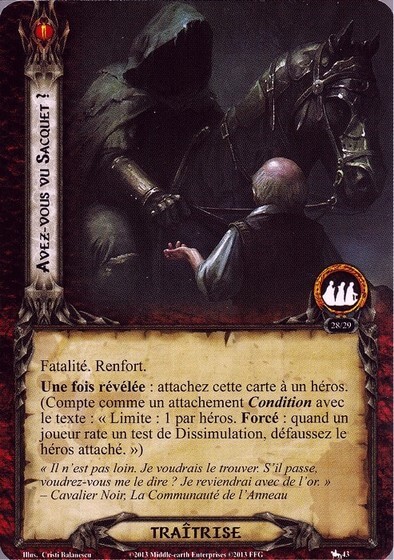 AVEZ-VOUS VU SACQUET ?
28/29
Fatalité. Renfort.
Une fois révélée : attachez cette carte à un héros.
(Compte comme un attachement Condition avec
le texte : « Limite : 1 par héros. Forcé : quand un
joueur rate un test de Dissimulation, défaussez le
héros attaché. »)
« Il n'est pas loin. Je voudrais le trouver. S'il passe,
voudrez-vous me le dire ? Je reviendrai avec de l'or. »
– Cavalier Noir, La Communauté de l'Anneau
TRAÎTRISE
Illus. Cristi Balanescu ©2013 Middle-earth Enterprises ©2013 FFG 43